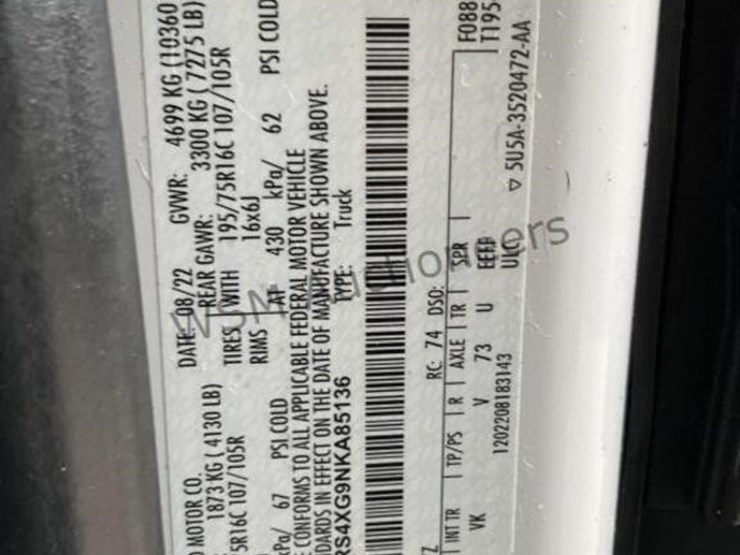 MOTOR CO.
DATE: 08/22 GVWR: 4699 KG (10360
1873 KG ( 4130 LB) REAR GAWR: 3300 KG ( 7275 LB)
5R16C 107/105R TIRES WITH 195/75R16C 107/105R
RIMS 16x6J
kPa/ 67 PSI COLD AT 430 kPa/ 62 PSI COLD
E CONFORMS TO ALL APPLICABLE FEDERAL MOTOR VEHICLE
DARDS IN EFFECT ON THE DATE OF MANUFACTURE SHOWN ABOVE.
RS4XG9NKA85136 TYPE: Truck
RC: 74 DSO: F088
INT TR TP/PS R AXLE TR SPR T195-
VK V 73 U EEFD
1202208183143 ULC
▽ 5U5A-3520472-AA